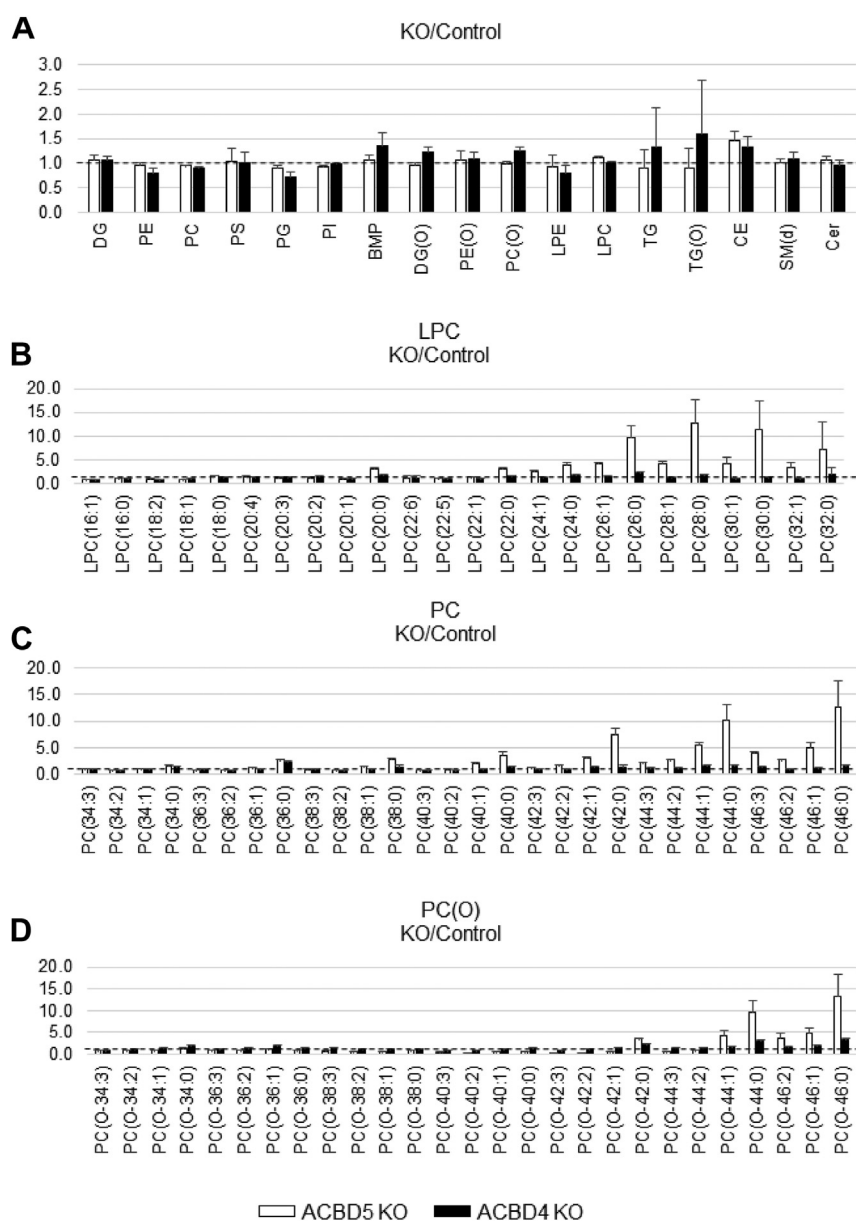 A
KO/Control
3.0
2.5
2.0
1.5
1.0
0.5
0.0
DG
PE
PC
PS
PG
PI
BMP
DG(O)
PE(O)
PC(O)
LPE
LPC
TG
TG(O)
CE
SM(d)
Cer
B
LPC
KO/Control
20.0
15.0
10.0
5.0
0.0
LPC(16:1)
LPC(16:0)
LPC(18:2)
LPC(18:1)
LPC(18:0)
LPC(20:4)
LPC(20:3)
LPC(20:2)
LPC(20:1)
LPC(20:0)
LPC(22:6)
LPC(22:5)
LPC(22:1)
LPC(22:0)
LPC(24:1)
LPC(24:0)
LPC(26:1)
LPC(26:0)
LPC(28:1)
LPC(28:0)
LPC(30:1)
LPC(30:0)
LPC(32:1)
LPC(32:0)
C
PC
KO/Control
20.0
15.0
10.0
5.0
0.0
PC(34:3)
PC(34:2)
PC(34:1)
PC(34:0)
PC(36:3)
PC(36:2)
PC(36:1)
PC(36:0)
PC(38:3)
PC(38:2)
PC(38:1)
PC(38:0)
PC(40:3)
PC(40:2)
PC(40:1)
PC(40:0)
PC(42:3)
PC(42:2)
PC(42:1)
PC(42:0)
PC(44:3)
PC(44:2)
PC(44:1)
PC(44:0)
PC(46:3)
PC(46:2)
PC(46:1)
PC(46:0)
D
PC(O)
KO/Control
20.0
15.0
10.0
5.0
0.0
PC(O-34:3)
PC(O-34:2)
PC(O-34:1)
PC(O-34:0)
PC(O-36:3)
PC(O-36:2)
PC(O-36:1)
PC(O-36:0)
PC(O-38:3)
PC(O-38:2)
PC(O-38:1)
PC(O-38:0)
PC(O-40:3)
PC(O-40:2)
PC(O-40:1)
PC(O-40:0)
PC(O-42:3)
PC(O-42:2)
PC(O-42:1)
PC(O-42:0)
PC(O-44:3)
PC(O-44:2)
PC(O-44:1)
PC(O-44:0)
PC(O-46:2)
PC(O-46:1)
PC(O-46:0)
ACBD5 KO
ACBD4 KO